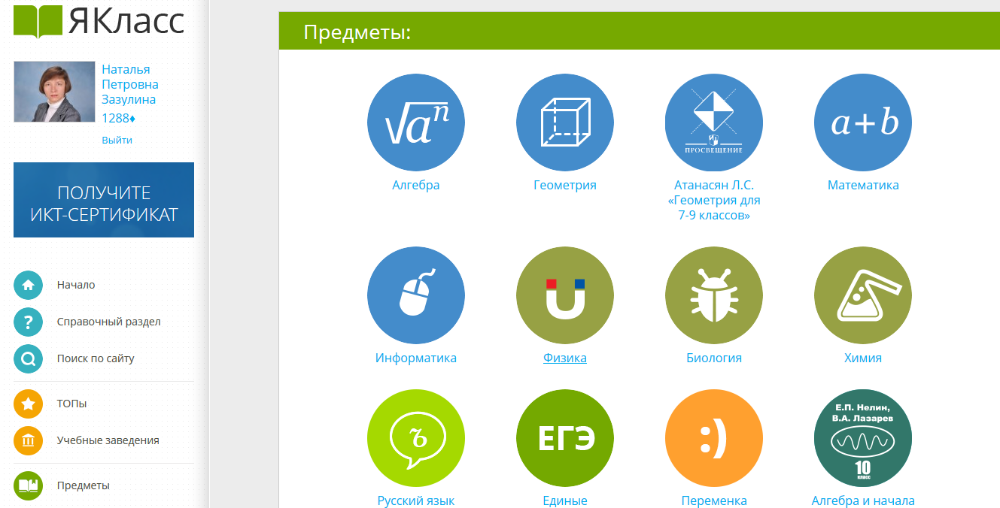 ЯКласс
Наталья
Петровна
Зазулина
1288♦
Выйти
ПОЛУЧИТЕ
ИКТ-СЕРТИФИКАТ
Начало
?
Справочный раздел
Поиск по сайту
ТОПы
Учебные заведения
Предметы
Предметы:
√aⁿ
Алгебра
Геометрия
ПРОСВЕЩЕНИЕ
Атанасян Л.С.
«Геометрия для
7-9 классов»
a+b
Математика
Информатика
Физика
Биология
Химия
ъ
Русский язык
ЕГЭ
Единые
:)
Переменка
Е.П. Нелин,
В.А. Лазарев
10
класс
Алгебра и начала